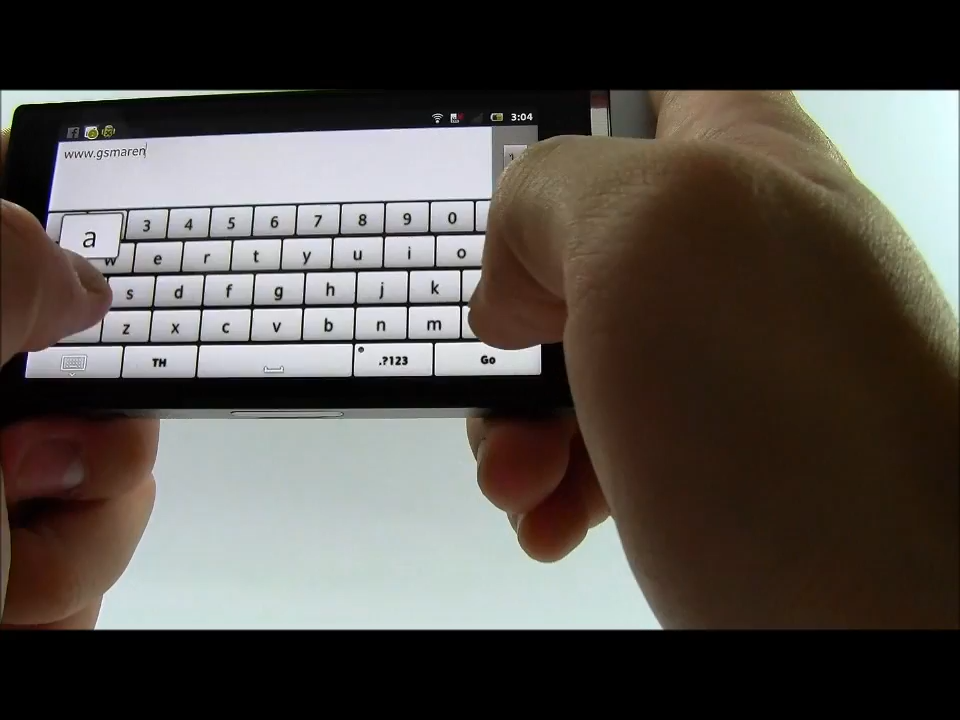 3:04
www.gsmaren
3 4 5 6 7 8 9 0
a
w e r t y u i o
s d f g h j k
z x c v b n m
TH .?123 Go